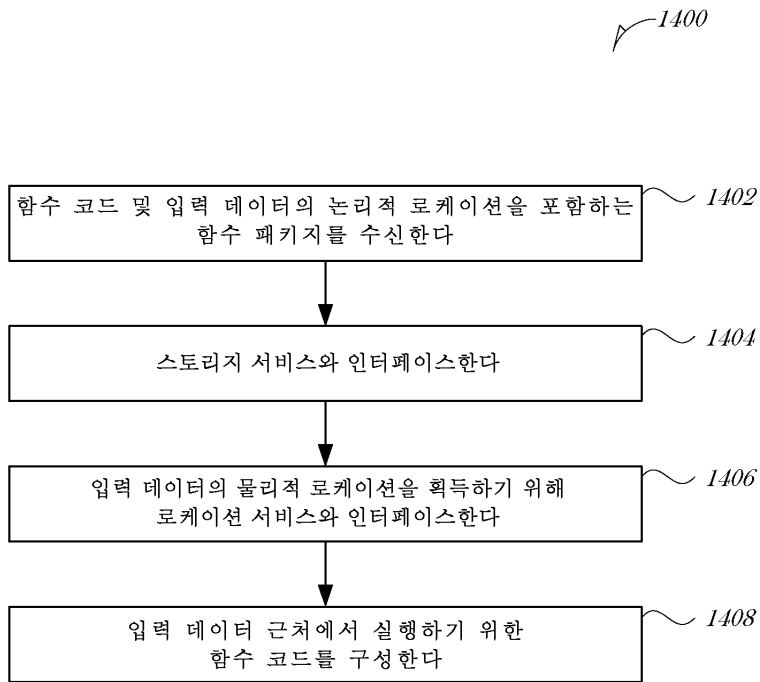 1400
함수 코드 및 입력 데이터의 논리적 로케이션을 포함하는
함수 패키지를 수신한다
1402
스토리지 서비스와 인터페이스한다
1404
입력 데이터의 물리적 로케이션을 획득하기 위해
로케이션 서비스와 인터페이스한다
1406
입력 데이터 근처에서 실행하기 위한
함수 코드를 구성한다
1408